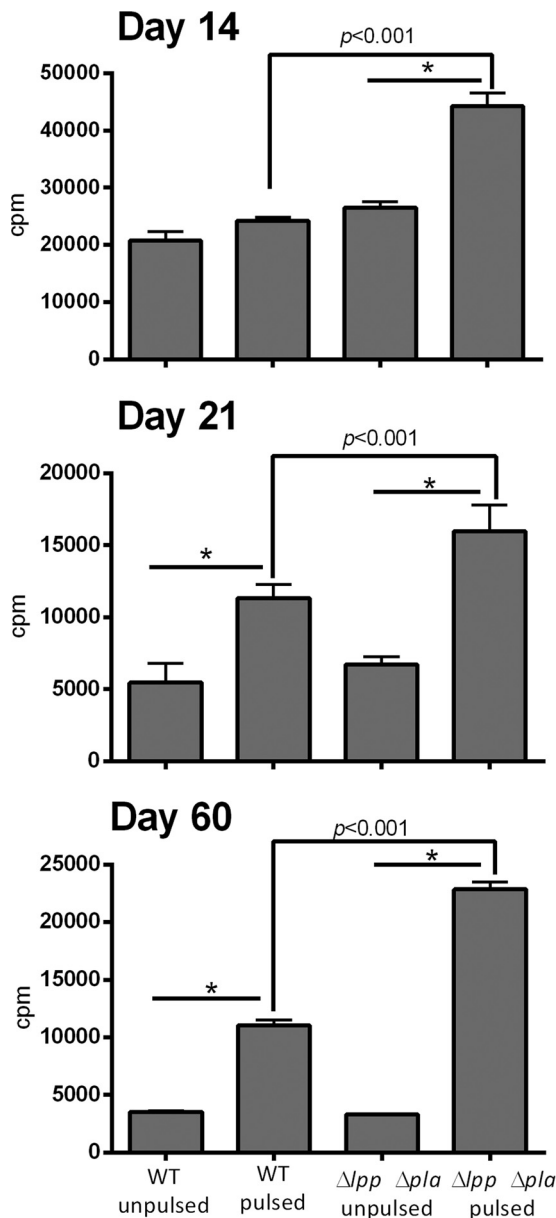 Day 14
p<0.001
*
50000
40000
30000
20000
10000
0
cpm
Day 21
p<0.001
*
*
20000
15000
10000
5000
0
cpm
Day 60
p<0.001
*
*
25000
20000
15000
10000
5000
0
cpm
WT unpulsed
WT pulsed
Δlpp Δpla unpulsed
Δlpp Δpla pulsed